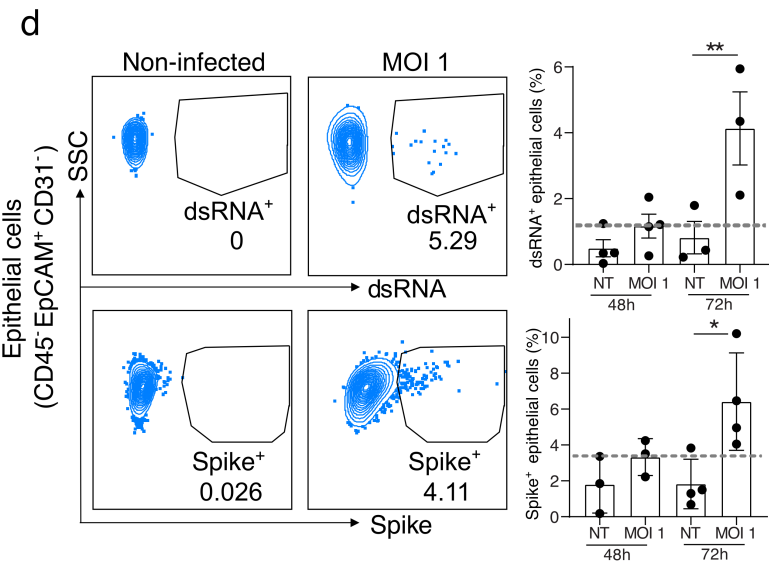 d
Non-infected
MOI 1
Epithelial cells
(CD45⁻EpCAM⁺ CD31⁻)
SSC
dsRNA⁺
0
dsRNA⁺
5.29
dsRNA
Spike⁺
0.026
Spike⁺
4.11
Spike
dsRNA⁺ epithelial cells (%)
**
6
4
2
0
NT MOI 1 NT MOI 1
48h 72h
Spike⁺ epithelial cells (%)
*
10
8
6
4
2
0
NT MOI 1 NT MOI 1
48h 72h